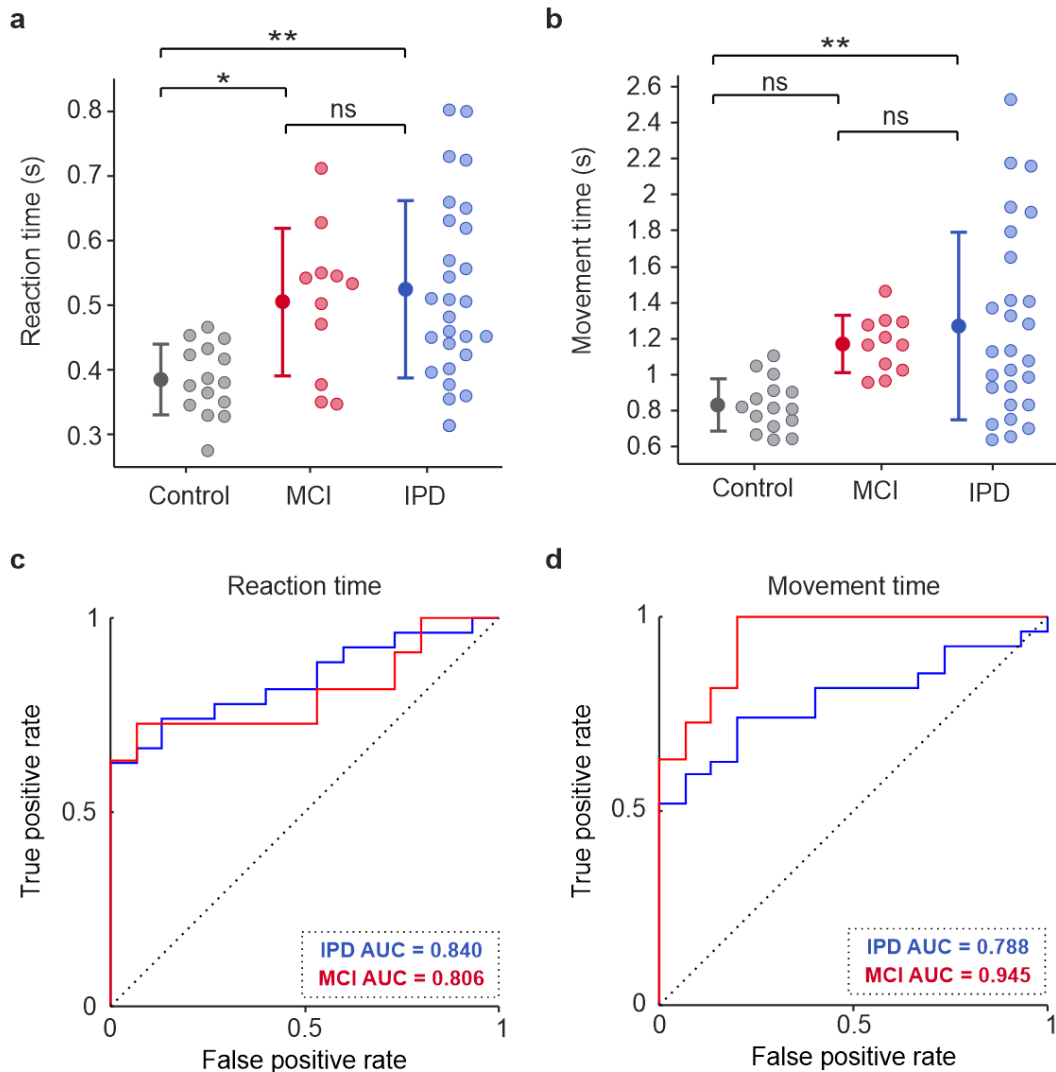 a
**
*
ns
Reaction time (s)
0.8
0.7
0.6
0.5
0.4
0.3
Control
MCI
IPD
b
**
ns
ns
Movement time (s)
2.6
2.4
2.2
2
1.8
1.6
1.4
1.2
1
0.8
0.6
Control
MCI
IPD
c
Reaction time
True positive rate
1
0.5
0
IPD AUC = 0.840
MCI AUC = 0.806
0
0.5
1
False positive rate
d
Movement time
True positive rate
1
0.5
0
IPD AUC = 0.788
MCI AUC = 0.945
0
0.5
1
False positive rate